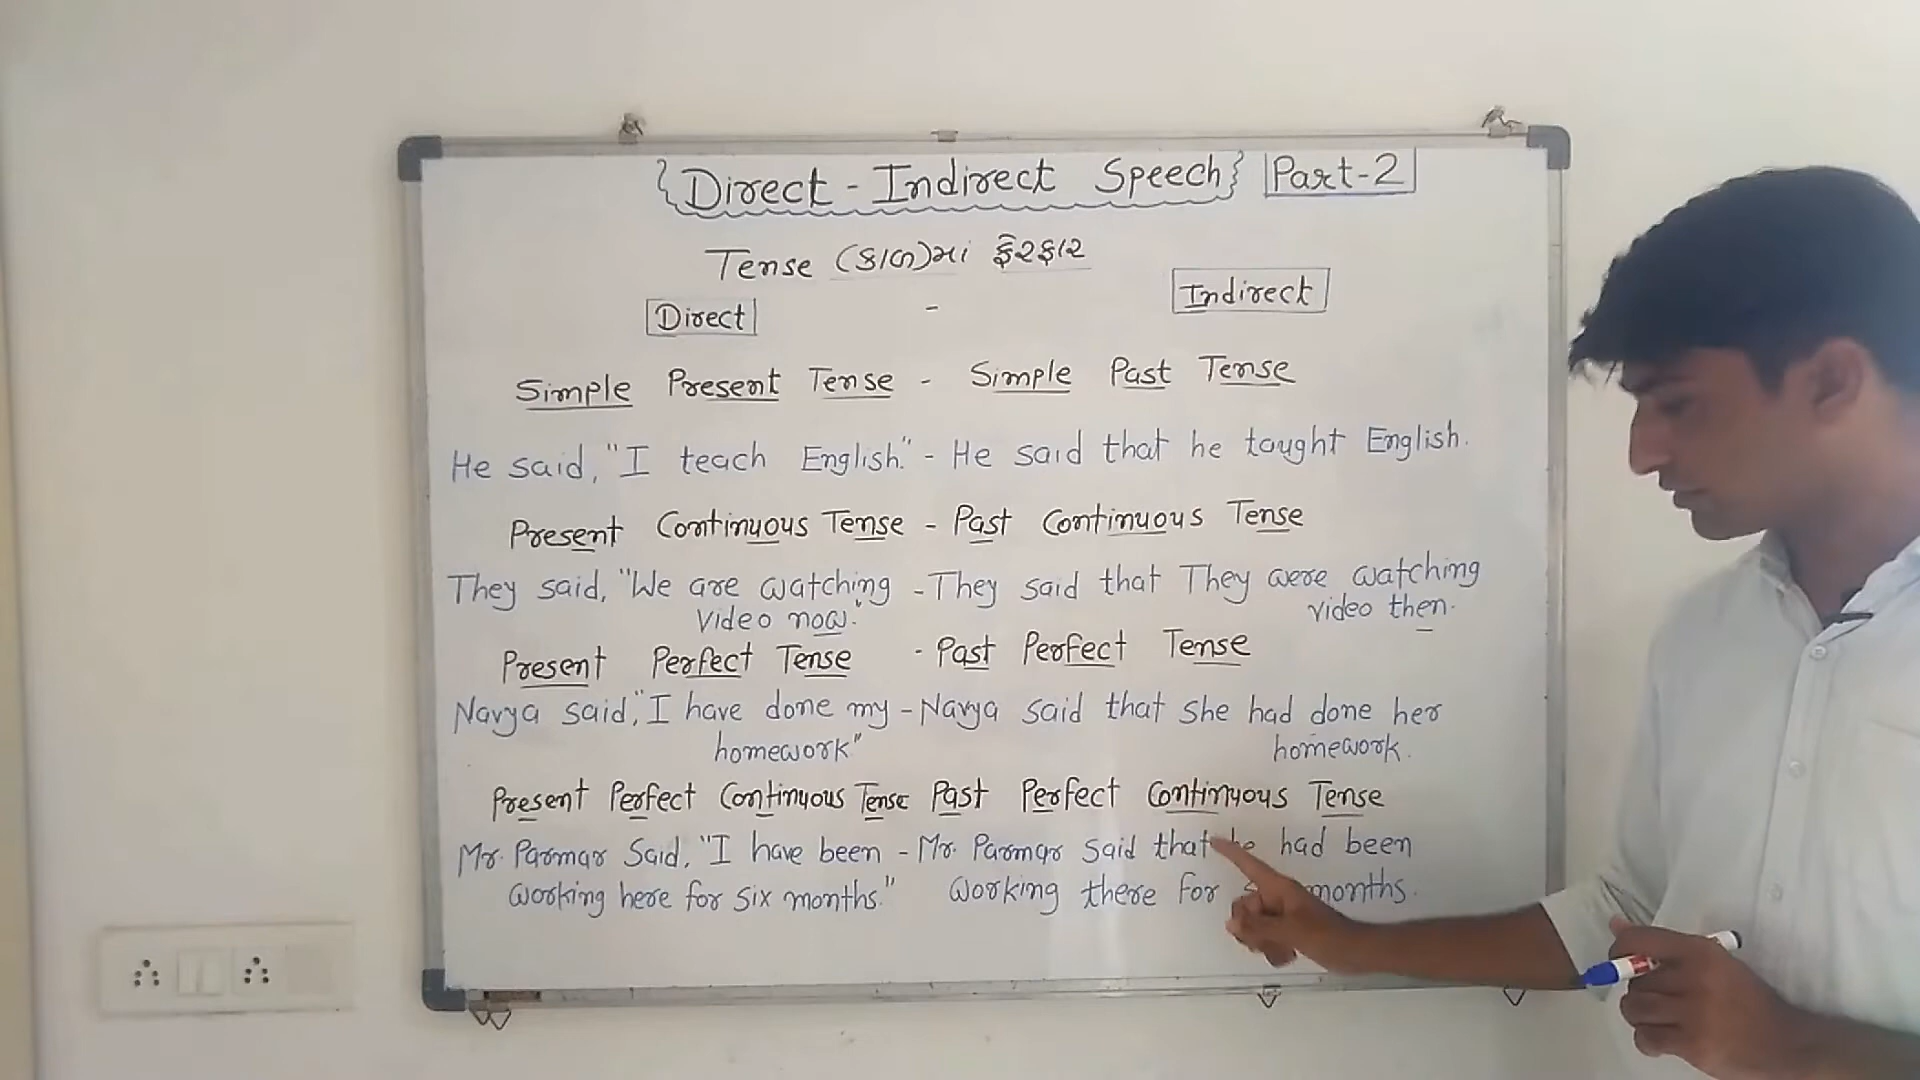 {Direct - Indirect Speech} Part-2
Tense (કાળ)માં ફેરફાર
Direct - Indirect
Simple Present Tense - Simple Past Tense
He said, "I teach English." - He said that he taught English.
Present Continuous Tense - Past Continuous Tense
They said, "We are watching - They said that They were watching
video now." video then.
Present Perfect Tense - Past Perfect Tense
Navya said, "I have done my - Navya said that she had done her
homework" homework.
Present Perfect Continuous Tense Past Perfect Continuous Tense
Mr. Parmar Said, "I have been - Mr. Parmar Said that he had been
working here for six months." working there for months.